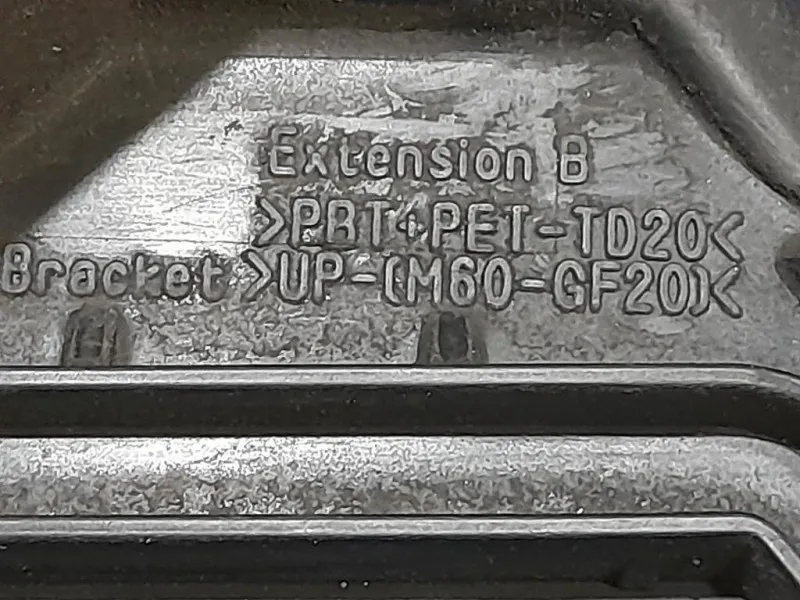 Extension B
>PBT+PET-TD20<
Bracket >UP-(M60-GF20)<